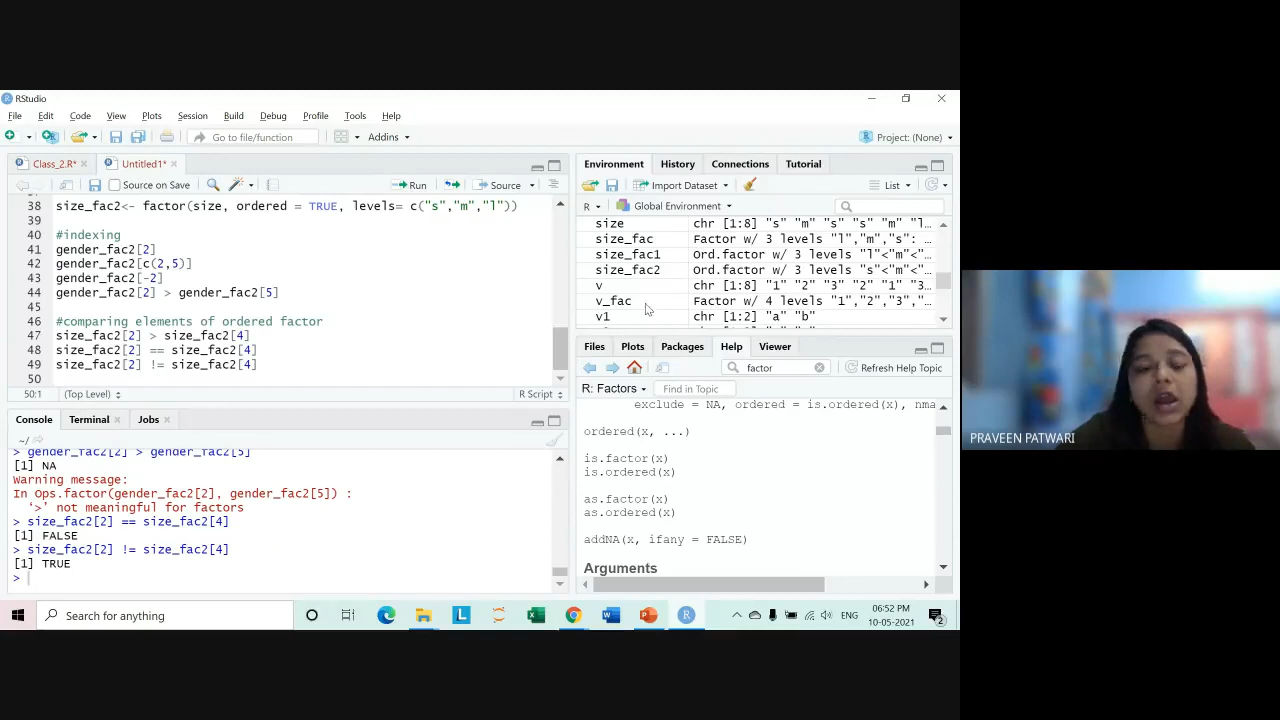 RStudio
File Edit Code View Plots Session Build Debug Profile Tools Help
Go to file/function Addins Project: (None)
Class_2.R* Untitled1*
Source on Save Run Source
38 size_fac2<- factor(size, ordered = TRUE, levels= c("s","m","l"))
39
40 #indexing
41 gender_fac2[2]
42 gender_fac2[c(2,5)]
43 gender_fac2[-2]
44 gender_fac2[2] > gender_fac2[5]
45
46 #comparing elements of ordered factor
47 size_fac2[2] > size_fac2[4]
48 size_fac2[2] == size_fac2[4]
49 size_fac2[2] != size_fac2[4]
50
50:1 (Top Level) R Script
Console Terminal Jobs
~/
> gender_fac2[2] > gender_fac2[5]
[1] NA
Warning message:
In Ops.factor(gender_fac2[2], gender_fac2[5]) :
‘>’ not meaningful for factors
> size_fac2[2] == size_fac2[4]
[1] FALSE
> size_fac2[2] != size_fac2[4]
[1] TRUE
>
Environment History Connections Tutorial
Import Dataset List
R Global Environment
size chr [1:8] "s" "m" "s" "s" "m" "l…
size_fac Factor w/ 3 levels "l","m","s": …
size_fac1 Ord.factor w/ 3 levels "l"<"m"<…
size_fac2 Ord.factor w/ 3 levels "s"<"m"<…
v chr [1:8] "1" "2" "3" "2" "1" "3…
v_fac Factor w/ 4 levels "1","2","3",…
v1 chr [1:2] "a" "b"
Files Plots Packages Help Viewer
factor Refresh Help Topic
R: Factors Find in Topic
exclude = NA, ordered = is.ordered(x), nma
ordered(x, ...)
is.factor(x)
is.ordered(x)
as.factor(x)
as.ordered(x)
addNA(x, ifany = FALSE)
Arguments
PRAVEEN PATWARI
Search for anything
ENG
06:52 PM
10-05-2021
2